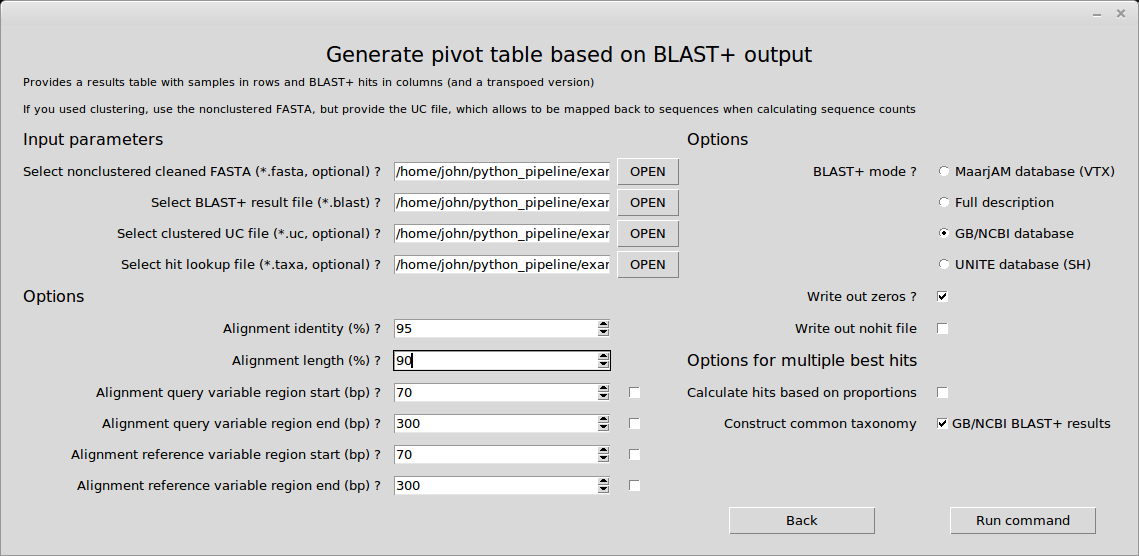 Generate pivot table based on BLAST+ output
Provides a results table with samples in rows and BLAST+ hits in columns (and a transpoed version)
If you used clustering, use the nonclustered FASTA, but provide the UC file, which allows to be mapped back to sequences when calculating sequence counts
Input parameters
Select nonclustered cleaned FASTA (*.fasta, optional) ? /home/john/python_pipeline/exar OPEN
Select BLAST+ result file (*.blast) ? /home/john/python_pipeline/exar OPEN
Select clustered UC file (*.uc, optional) ? /home/john/python_pipeline/exar OPEN
Select hit lookup file (*.taxa, optional) ? /home/john/python_pipeline/exar OPEN
Options
Alignment identity (%) ? 95
Alignment length (%) ? 90
Alignment query variable region start (bp) ? 70
Alignment query variable region end (bp) ? 300
Alignment reference variable region start (bp) ? 70
Alignment reference variable region end (bp) ? 300
Options
BLAST+ mode ? MaarjAM database (VTX)
Full description
GB/NCBI database
UNITE database (SH)
Write out zeros ?
Write out nohit file
Options for multiple best hits
Calculate hits based on proportions
Construct common taxonomy GB/NCBI BLAST+ results
Back Run command